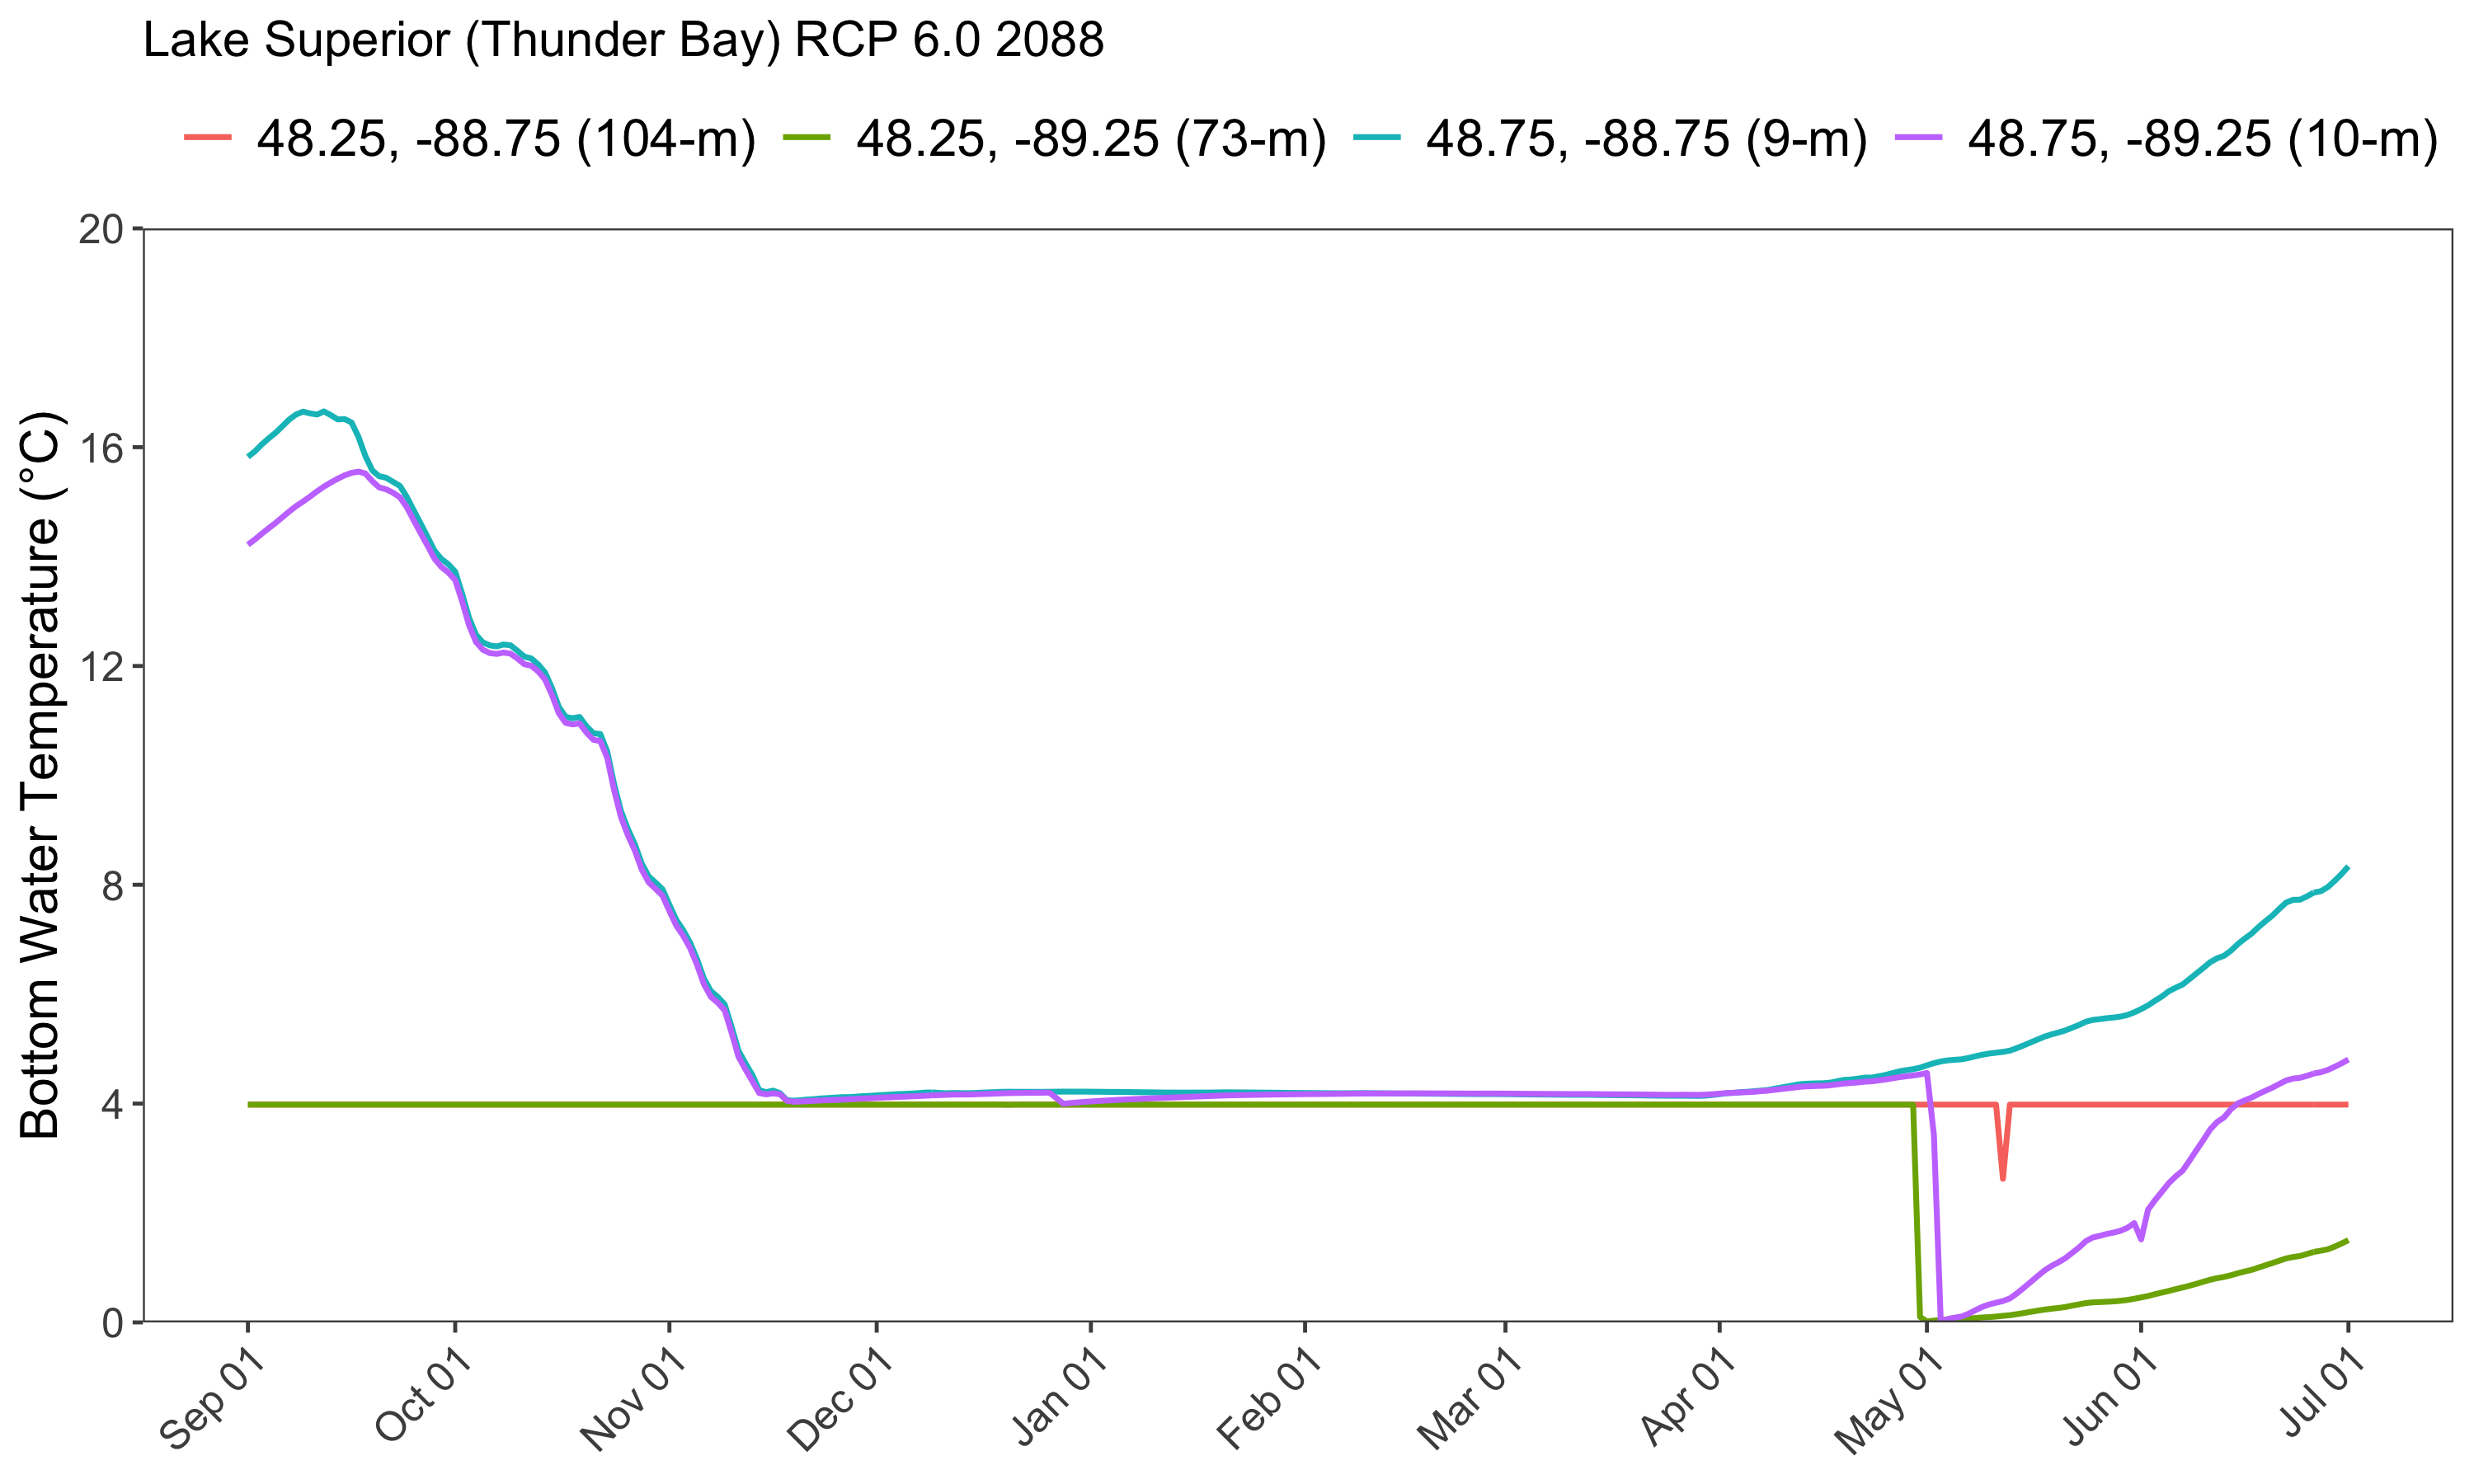 Lake Superior (Thunder Bay) RCP 6.0 2088
48.25, -88.75 (104-m) 48.25, -89.25 (73-m) 48.75, -88.75 (9-m) 48.75, -89.25 (10-m)
Bottom Water Temperature (°C)
20
16
12
8
4
0
Sep 01 Oct 01 Nov 01 Dec 01 Jan 01 Feb 01 Mar 01 Apr 01 May 01 Jun 01 Jul 01